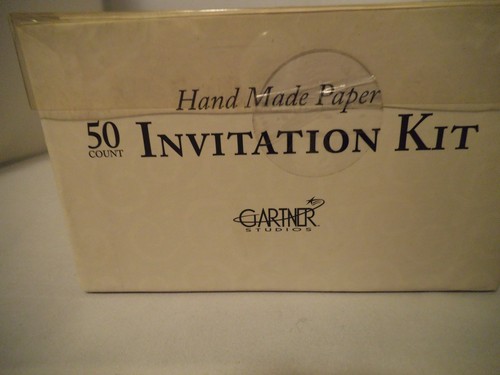 Hand Made Paper
50 COUNT INVITATION KIT
GARTNER
STUDIOS